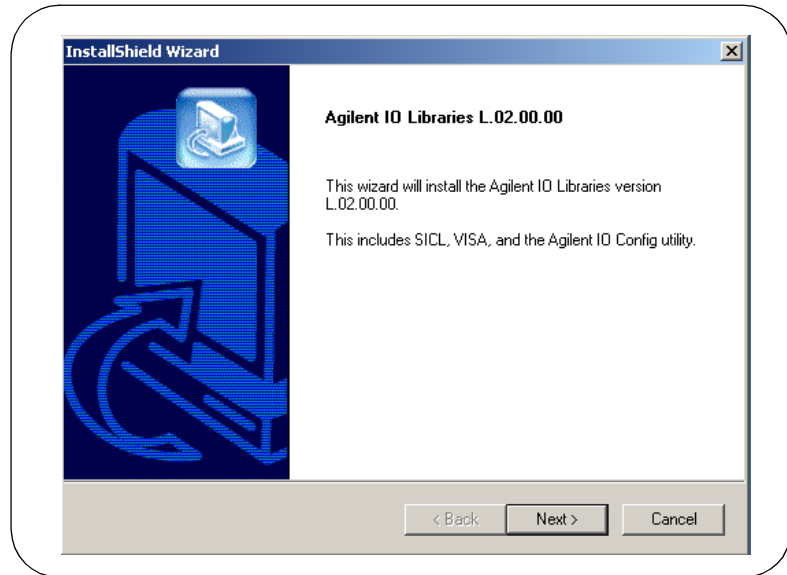 InstallShield Wizard
Agilent IO Libraries L.02.00.00
This wizard will install the Agilent IO Libraries version
L.02.00.00.
This includes SICL, VISA, and the Agilent IO Config utility.
< Back
Next >
Cancel